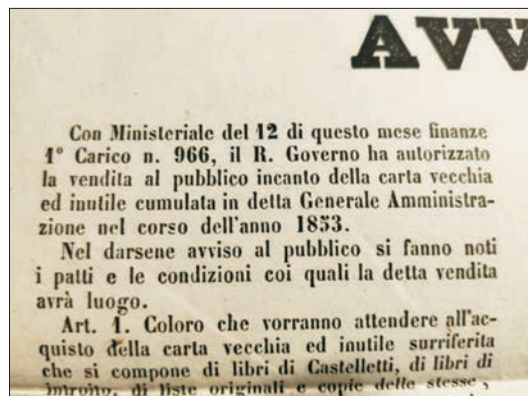 AVV
Con Ministeriale del 12 di questo mese finanze
1° Carico n. 966, il R. Governo ha autorizzato
la vendita al pubblico incanto della carta vecchia
ed inutile cumulata in detta Generale Amministra-
zione nel corso dell'anno 1853.
Nel darsene avviso al pubblico si fanno noti
i patti e le condizioni coi quali la detta vendita
avrà luogo.
Art. 1. Coloro che vorranno attendere all'ac-
quisto della carta vecchia ed inutile surriferita
che si compone di libri di Castelletti, di libri di
introito, di liste originali e copie delle stesse,